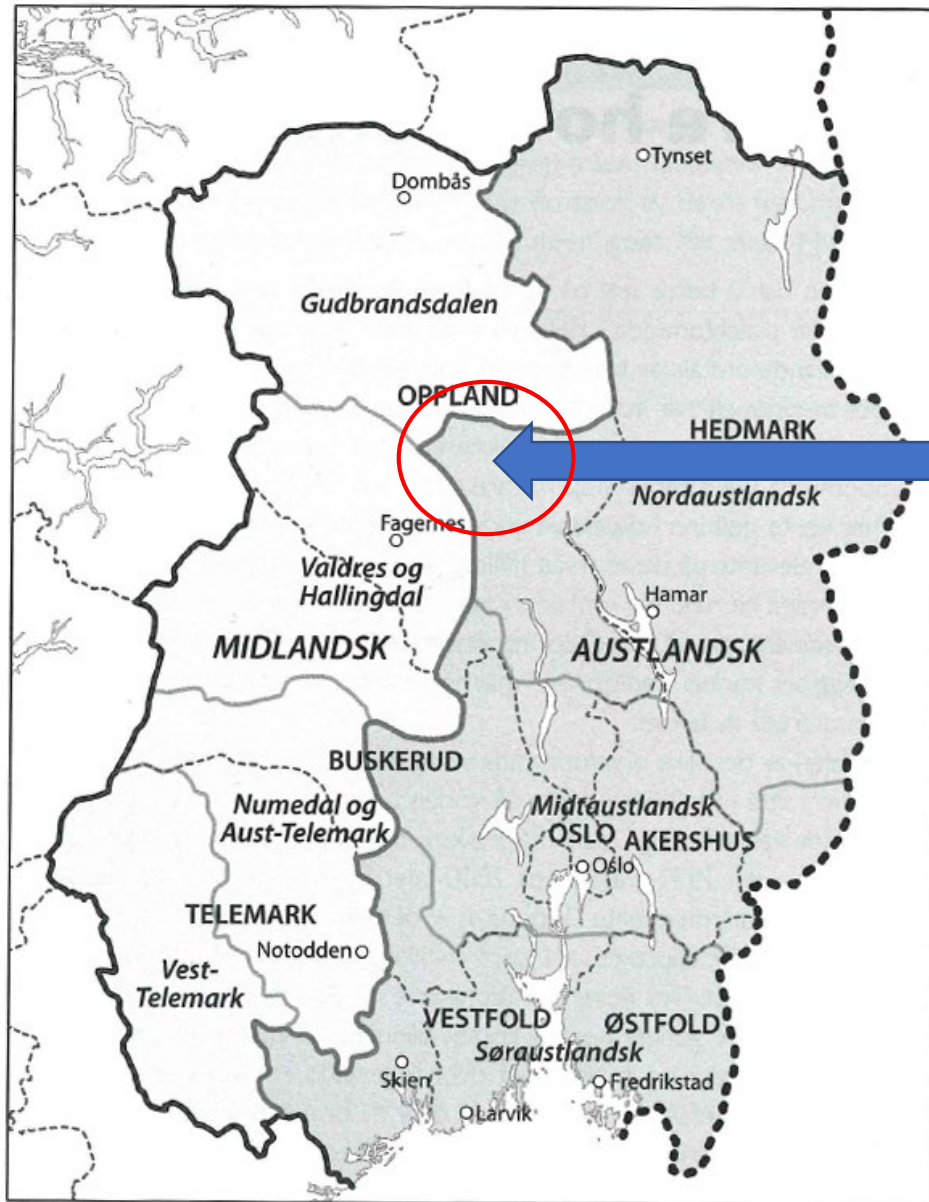 Tynset
Dombås
Gudbrandsdalen
OPPLAND
HEDMARK
Nordaustlandsk
Fagernes
Valdres og
Hallingdal
Hamar
MIDLANDSK
AUSTLANDSK
BUSKERUD
Numedal og
Aust-Telemark
Midtaustlandsk
OSLO
AKERSHUS
Oslo
TELEMARK
Notodden
Vest-
Telemark
VESTFOLD
ØSTFOLD
Søraustlandsk
Skien
Fredrikstad
Larvik